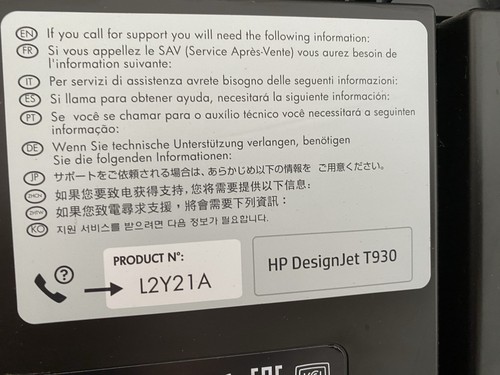 EN If you call for support you will need the following information:
FR Si vous appellez le SAV (Service Après-Vente) vous aurez besoin de
l'information suivante:
IT Per servizi di assistenza avrete bisogno delle seguenti informazioni:
ES Si llama para obtener ayuda, necesitará la siguiente información:
PT Se você se chamar para o auxílio técnico você necessitará a seguinten
informação:
DE Wenn Sie technische Unterstützung verlangen, benötigen
Sie die folgenden Informationen:
JP サポートをご依頼される場合は、あらかじめ以下の情報を ご用意ください。
ZHCN 如果您要致电获得支持，您将需要提供以下信息：
ZHTW 如果您致電尋求支援，將會需要下列資訊：
KO 지원 서비스를 받으려면 다음 정보가 필요합니다.
PRODUCT Nº:
L2Y21A
HP DesignJet T930